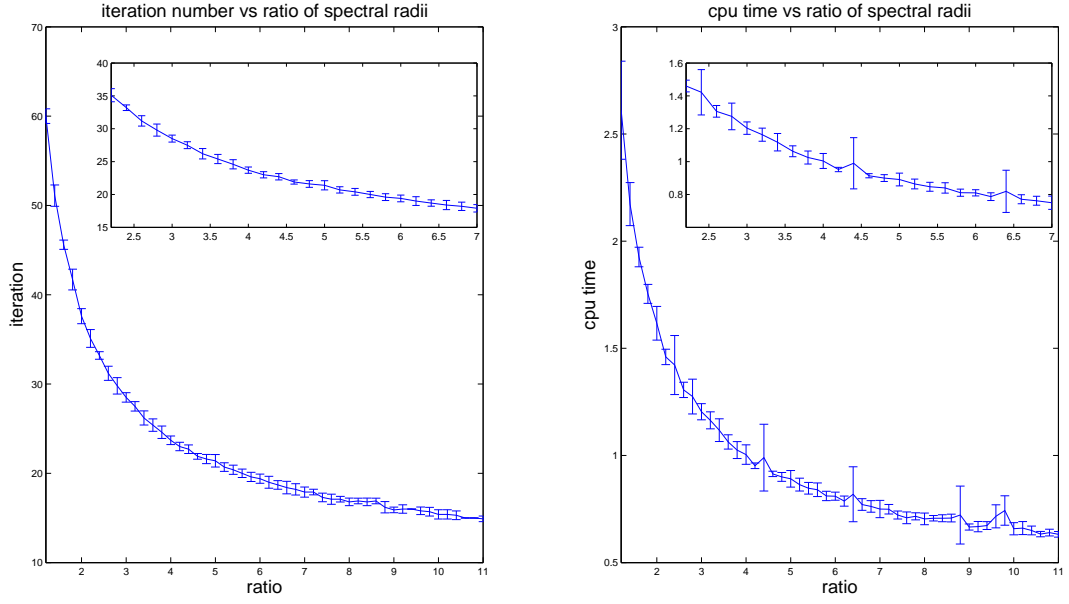 iteration number vs ratio of spectral radii
70
60
50
40
30
20
10
iteration
2 3 4 5 6 7 8 9 10 11
ratio
40
35
30
25
20
15
2.5 3 3.5 4 4.5 5 5.5 6 6.5 7
cpu time vs ratio of spectral radii
3
2.5
2
1.5
1
0.5
cpu time
2 3 4 5 6 7 8 9 10 11
ratio
1.6
1.4
1.2
1
0.8
2.5 3 3.5 4 4.5 5 5.5 6 6.5 7